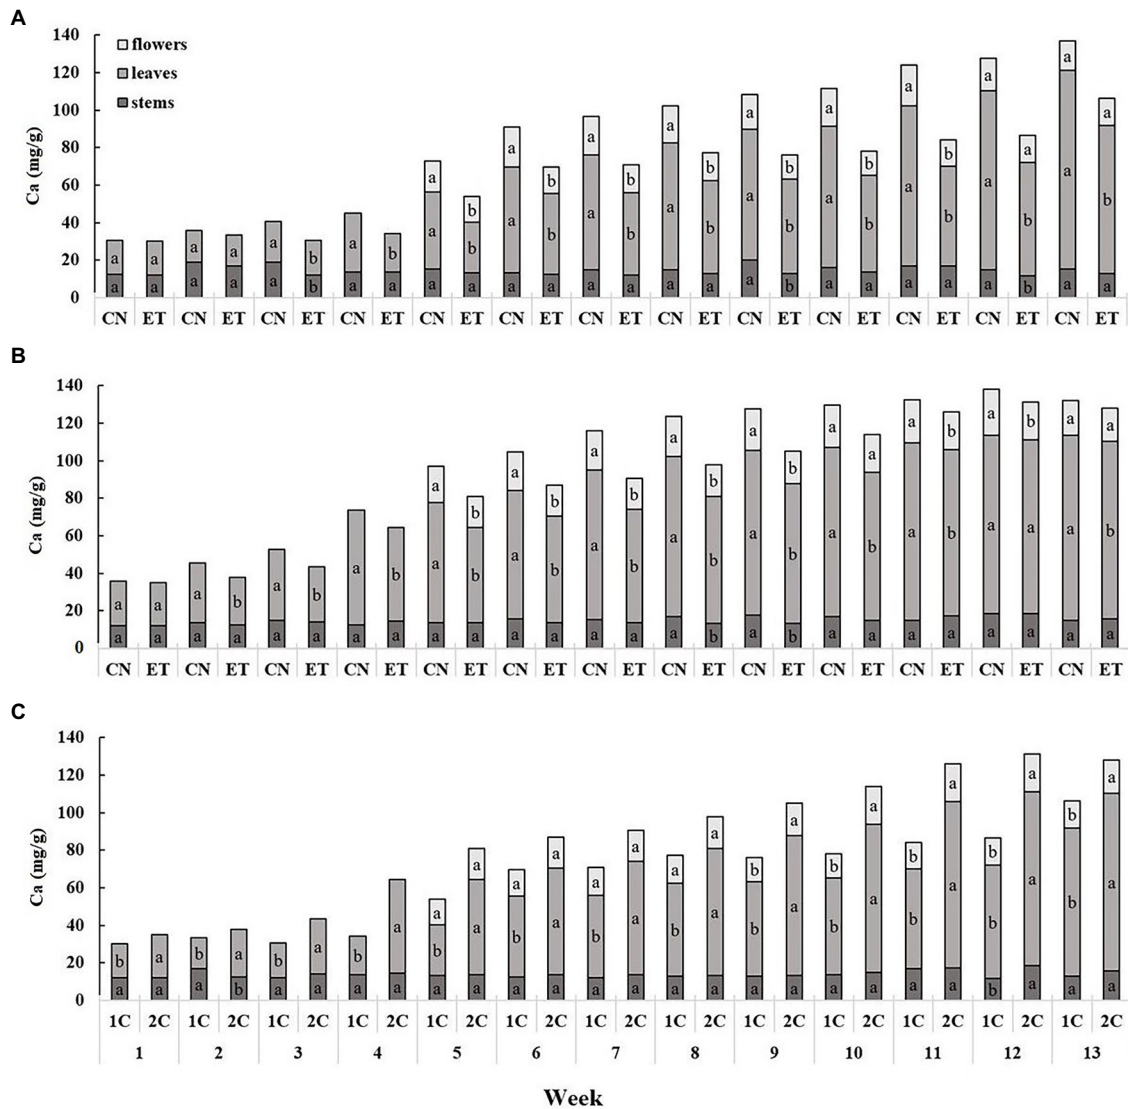 A
Ca (mg/g)
140
120
100
80
60
40
20
0
flowers
leaves
stems
a b a b a b a b a b a b a b a a a a
a a a a a b a b a b a b a b a b a b a b a b a b a b
a a a a a b a a a a a a a a a a a b a a a a a b a a
CN ET CN ET CN ET CN ET CN ET CN ET CN ET CN ET CN ET CN ET CN ET CN ET CN ET
B
Ca (mg/g)
140
120
100
80
60
40
20
0
a b a b a b a b a b a a a b a b a a
a a a b a b a b a b a b a b a b a b a b a b a a a b
a a a a a a a a a a a a a a a b a b a a a a a a a a
CN ET CN ET CN ET CN ET CN ET CN ET CN ET CN ET CN ET CN ET CN ET CN ET CN ET
C
Ca (mg/g)
140
120
100
80
60
40
20
0
a a a a a a a a b a b a b a b a b a
b a b a b a b a b a b a b a b a b a b a b a b a b a
a a a b a a a a a a a a a a a a a a a a a a b a a a
1C 2C 1C 2C 1C 2C 1C 2C 1C 2C 1C 2C 1C 2C 1C 2C 1C 2C 1C 2C 1C 2C 1C 2C 1C 2C
1 2 3 4 5 6 7 8 9 10 11 12 13
Week